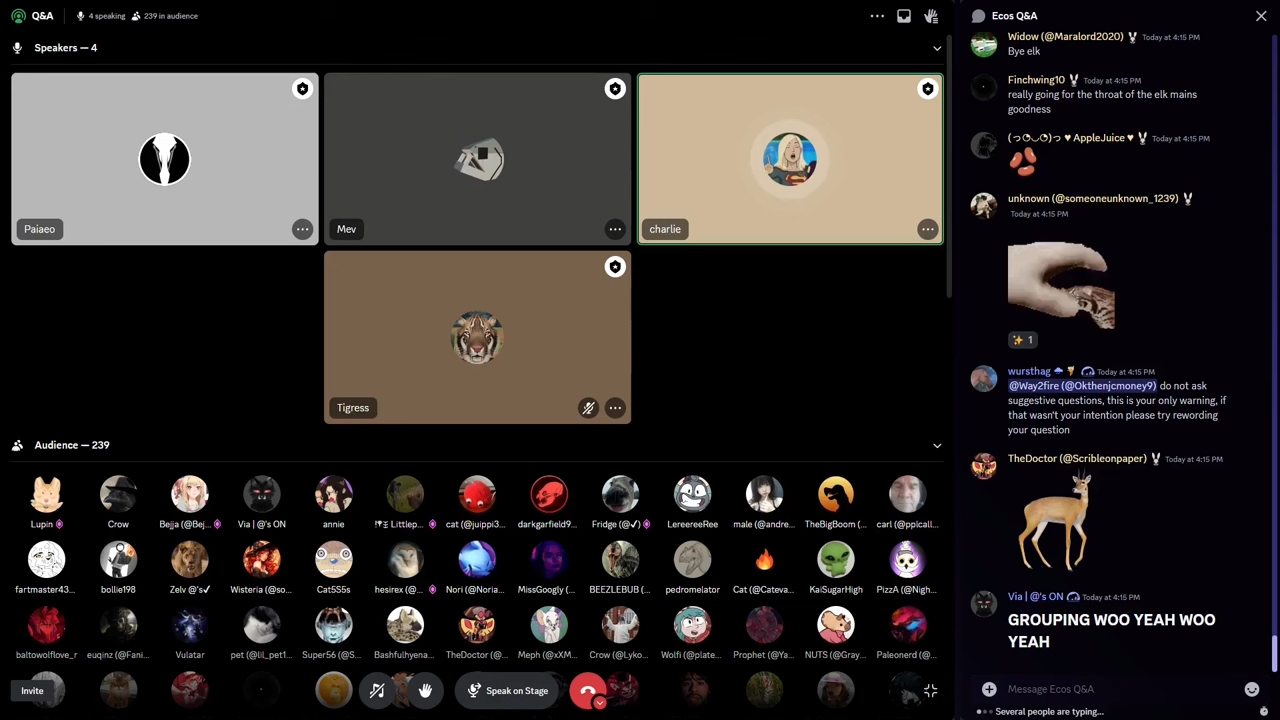 Q&A
4 speaking
239 in audience
Speakers — 4
Paiaeo
Mev
charlie
Tigress
Audience — 239
Lupin
Crow
Bejja (@Bej...
Via | @'s ON
annie
Littlep...
cat (@juippi3...
darkgarfield9...
Fridge (@✓)
LereereeRee
male (@andre...
TheBigBoom (...
carl (@pplcall...
fartmaster43...
bollie198
Zelv @'s✓
Wisteria (@so...
Cat5S5s
hesirex (@...
Nori (@Noria...
MissGoogly (...
BEEZLEBUB (...
pedromelator
Cat (@Cateva...
KaiSugarHigh
PizzA (@Nigh...
baltowolflove_r
euqinz (@Fani...
Vulatar
pet (@lil_pet1...
Super56 (@S...
Bashfulhyena...
TheDoctor (@...
Meph (@xXM...
Crow (@Lyko...
Wolfi (@plate...
Prophet (@Ya...
NUTS (@Gray...
Paleonerd (@...
Invite
Speak on Stage
Ecos Q&A
Widow (@Maralord2020) Today at 4:15 PM
Bye elk
Finchwing10 Today at 4:15 PM
really going for the throat of the elk mains
goodness
(っ◔◡◔)っ ♥ AppleJuice ♥ Today at 4:15 PM
unknown (@someoneunknown_1239)
Today at 4:15 PM
✨ 1
wursthag Today at 4:15 PM
@Way2fire (@Okthenjcmoney9) do not ask
suggestive questions, this is your only warning, if
that wasn't your intention please try rewording
your question
TheDoctor (@Scribleonpaper) Today at 4:15 PM
Via | @'s ON Today at 4:15 PM
GROUPING WOO YEAH WOO
YEAH
Message Ecos Q&A
Several people are typing...